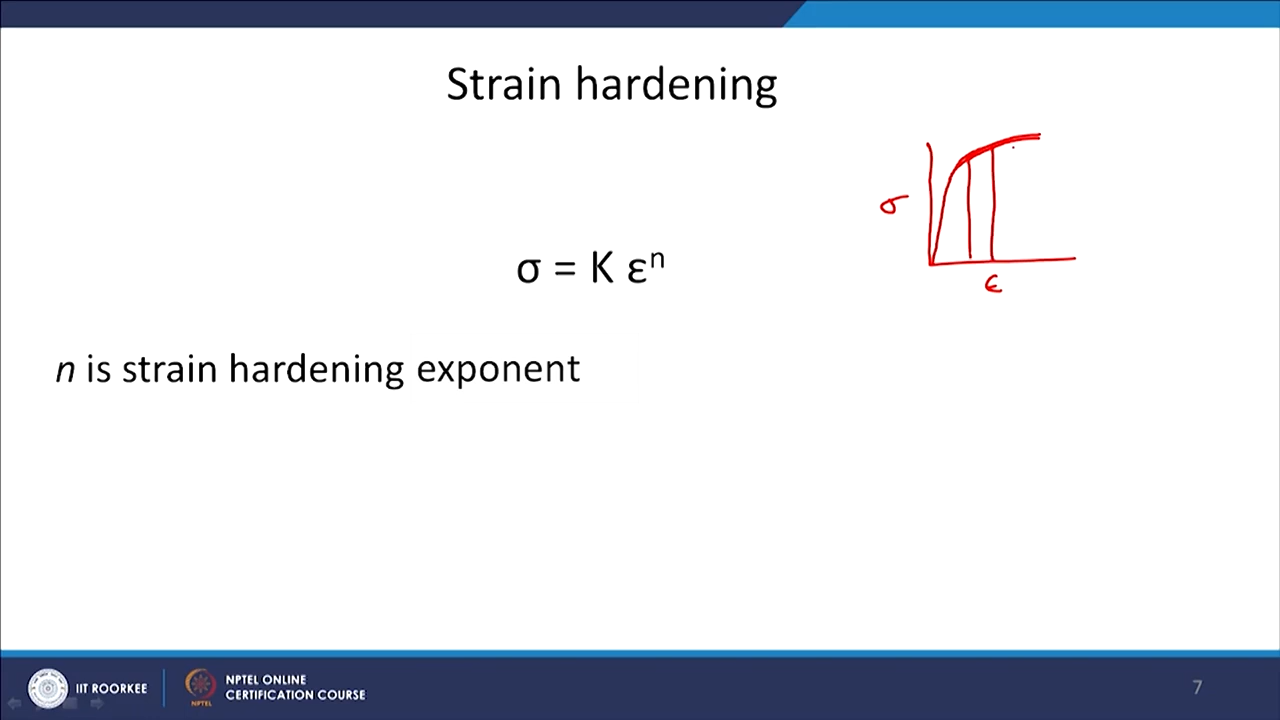 Strain hardening
σ
ϵ
σ = K εⁿ
n is strain hardening exponent
IIT ROORKEE
NPTEL
NPTEL ONLINE
CERTIFICATION COURSE
7